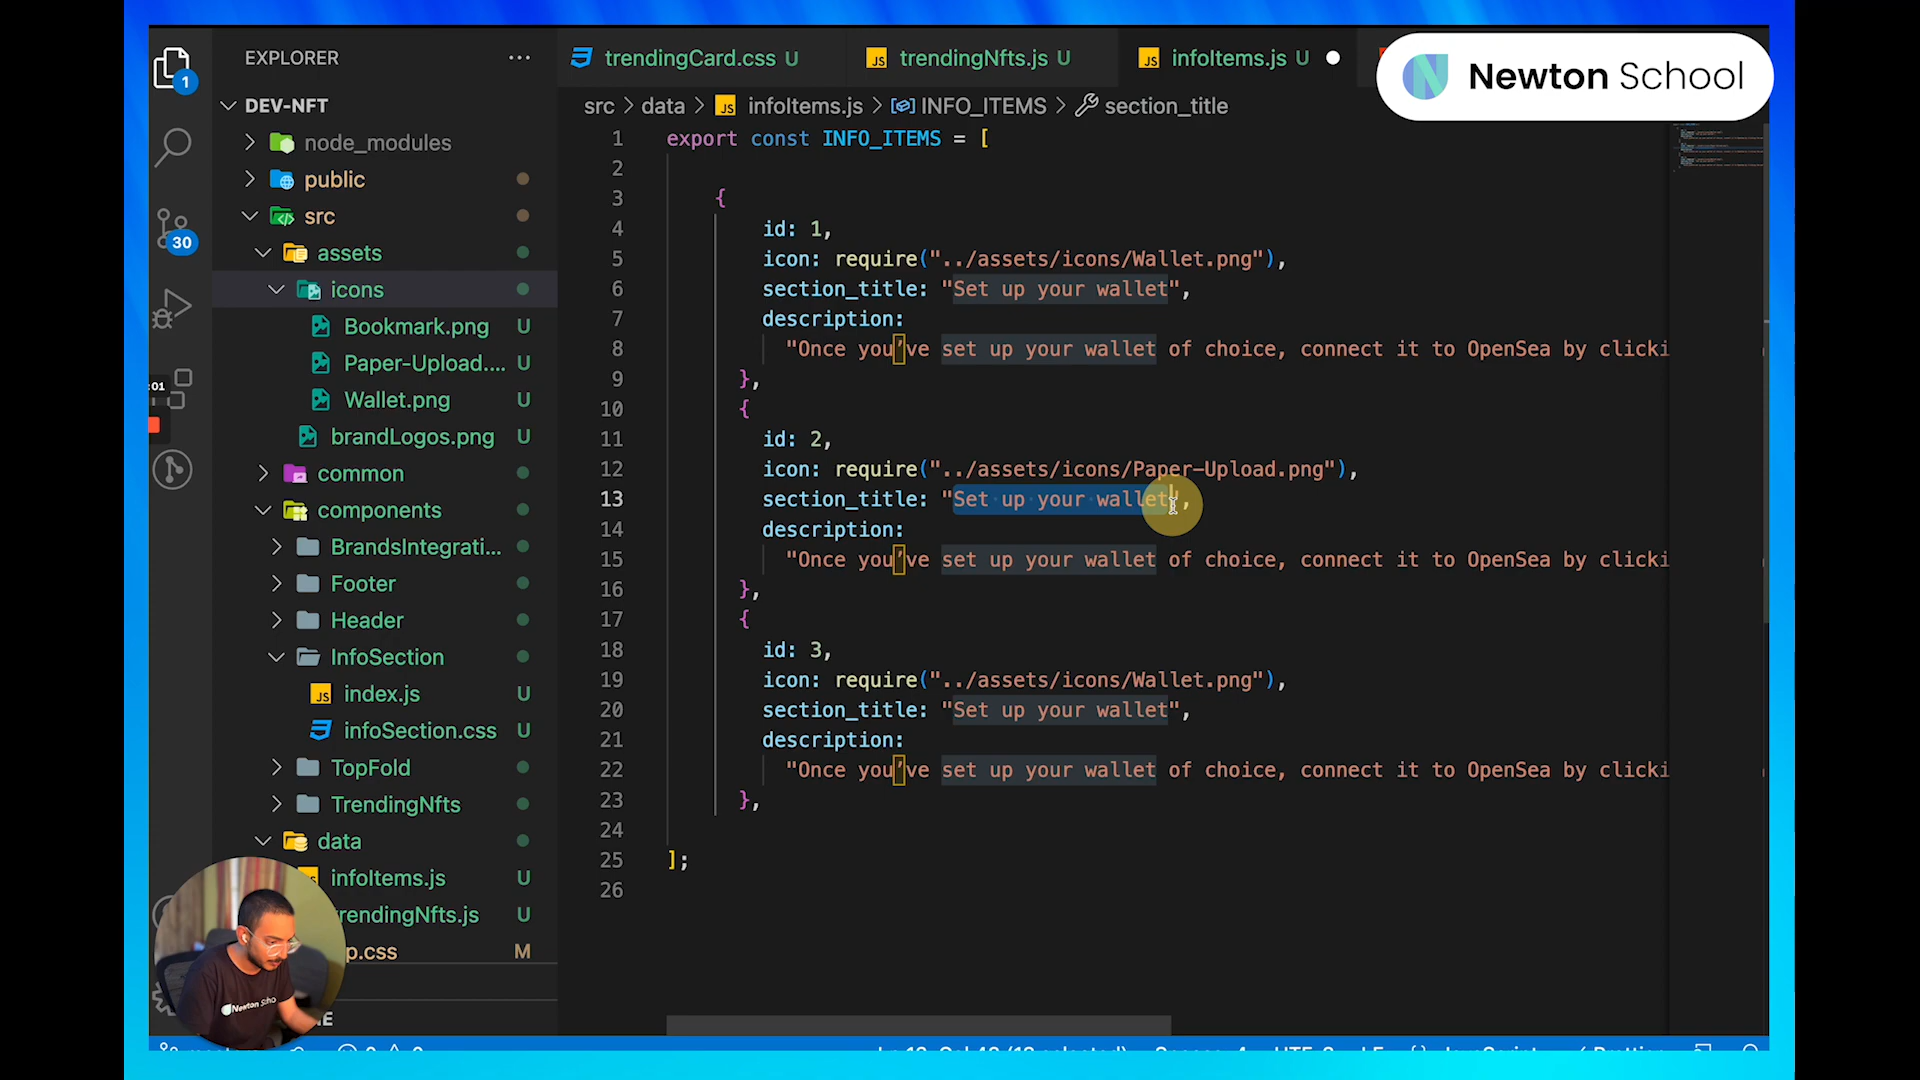 EXPLORER
trendingCard.css U
trendingNfts.js U
infoItems.js U
Newton School
1
DEV-NFT
src > data > infoItems.js > INFO_ITEMS > section_title
node_modules
public
src
30
assets
icons
Bookmark.png U
Paper-Upload.... U
:01
Wallet.png U
brandLogos.png U
common
components
BrandsIntegrati...
Footer
Header
InfoSection
index.js U
infoSection.css U
TopFold
TrendingNfts
data
infoItems.js U
trendingNfts.js U
p.css M
Newton Scho
1 export const INFO_ITEMS = [
2
3 {
4 id: 1,
5 icon: require("../assets/icons/Wallet.png"),
6 section_title: "Set up your wallet",
7 description:
8 "Once you’ve set up your wallet of choice, connect it to OpenSea by clicki
9 },
10 {
11 id: 2,
12 icon: require("../assets/icons/Paper-Upload.png"),
13 section_title: "Set up your wallet",
14 description:
15 "Once you’ve set up your wallet of choice, connect it to OpenSea by clicki
16 },
17 {
18 id: 3,
19 icon: require("../assets/icons/Wallet.png"),
20 section_title: "Set up your wallet",
21 description:
22 "Once you’ve set up your wallet of choice, connect it to OpenSea by clicki
23 },
24
25 ];
26